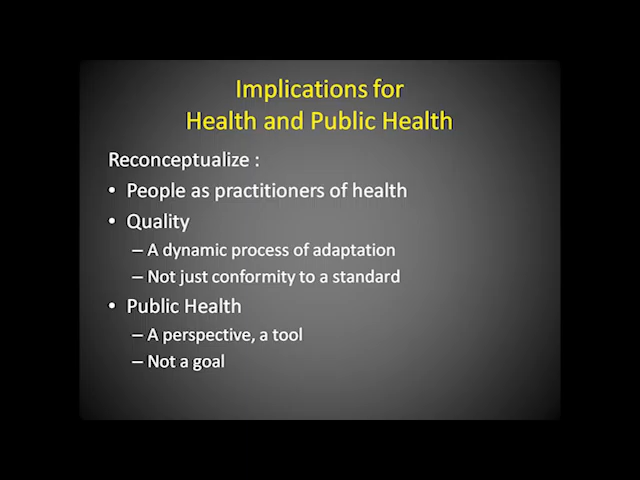 Implications for
Health and Public Health
Reconceptualize :
• People as practitioners of health
• Quality
– A dynamic process of adaptation
– Not just conformity to a standard
• Public Health
– A perspective, a tool
– Not a goal